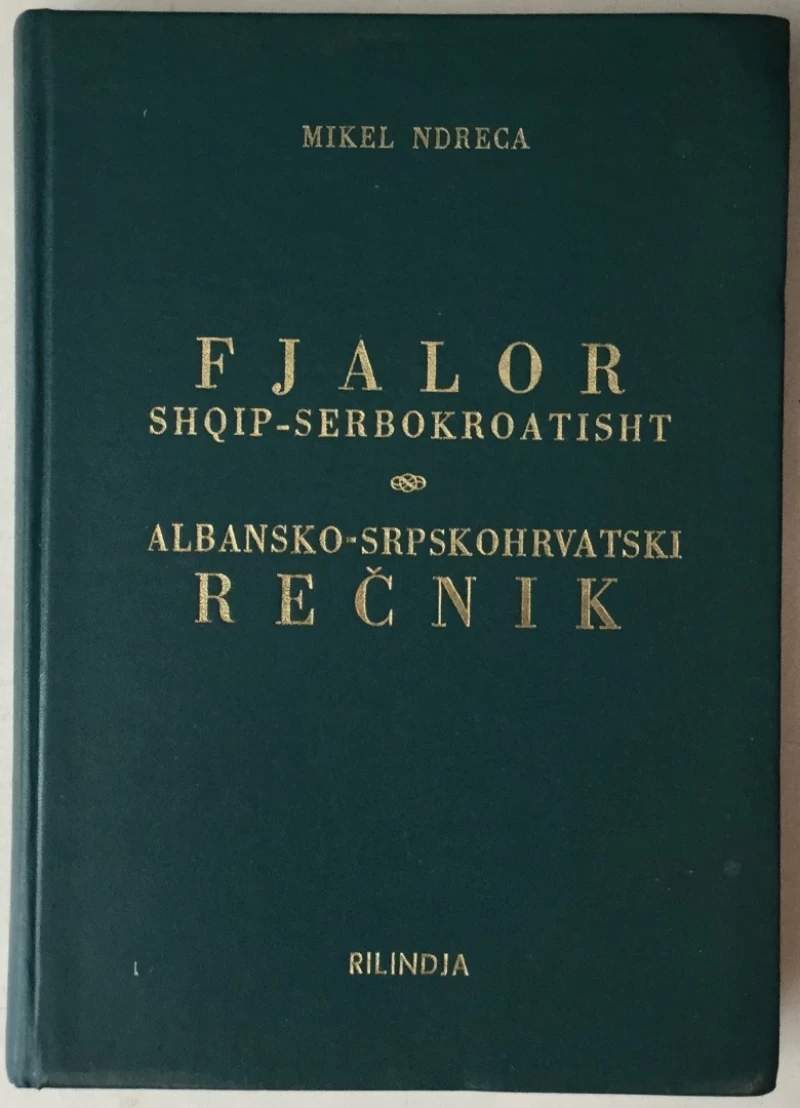 MIKEL NDRECA
FJALOR
SHQIP-SERBOKROATISHT
ALBANSKO-SRPSKOHRVATSKI
REČNIK
RILINDJA